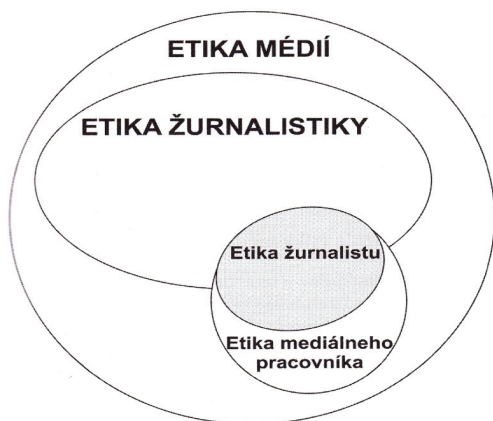 ETIKA MÉDIÍ
ETIKA ŽURNALISTIKY
Etika žurnalistu
Etika mediálneho
pracovníka